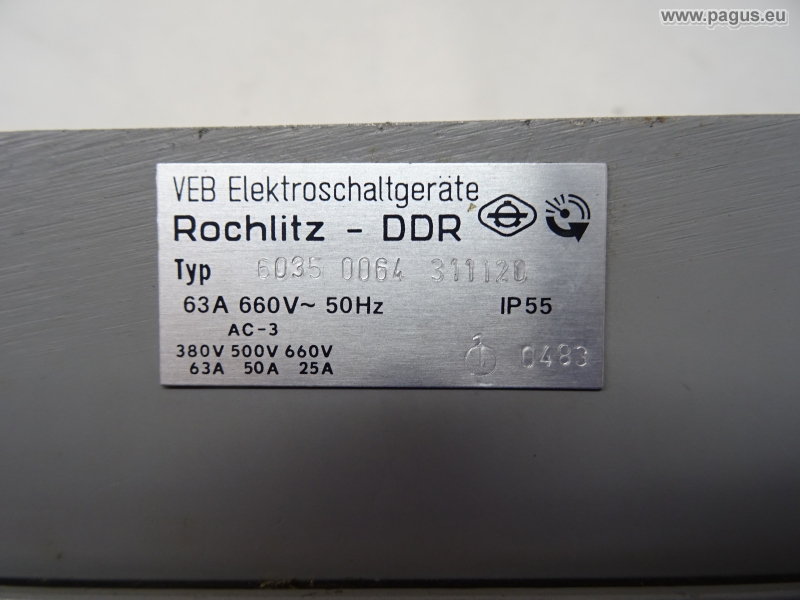 www.pagus.eu
VEB Elektroschaltgeräte
Rochlitz - DDR
Typ 6035 0064 311120
63A 660V~ 50Hz IP55
AC-3
380V 500V 660V
63A 50A 25A
1 0483